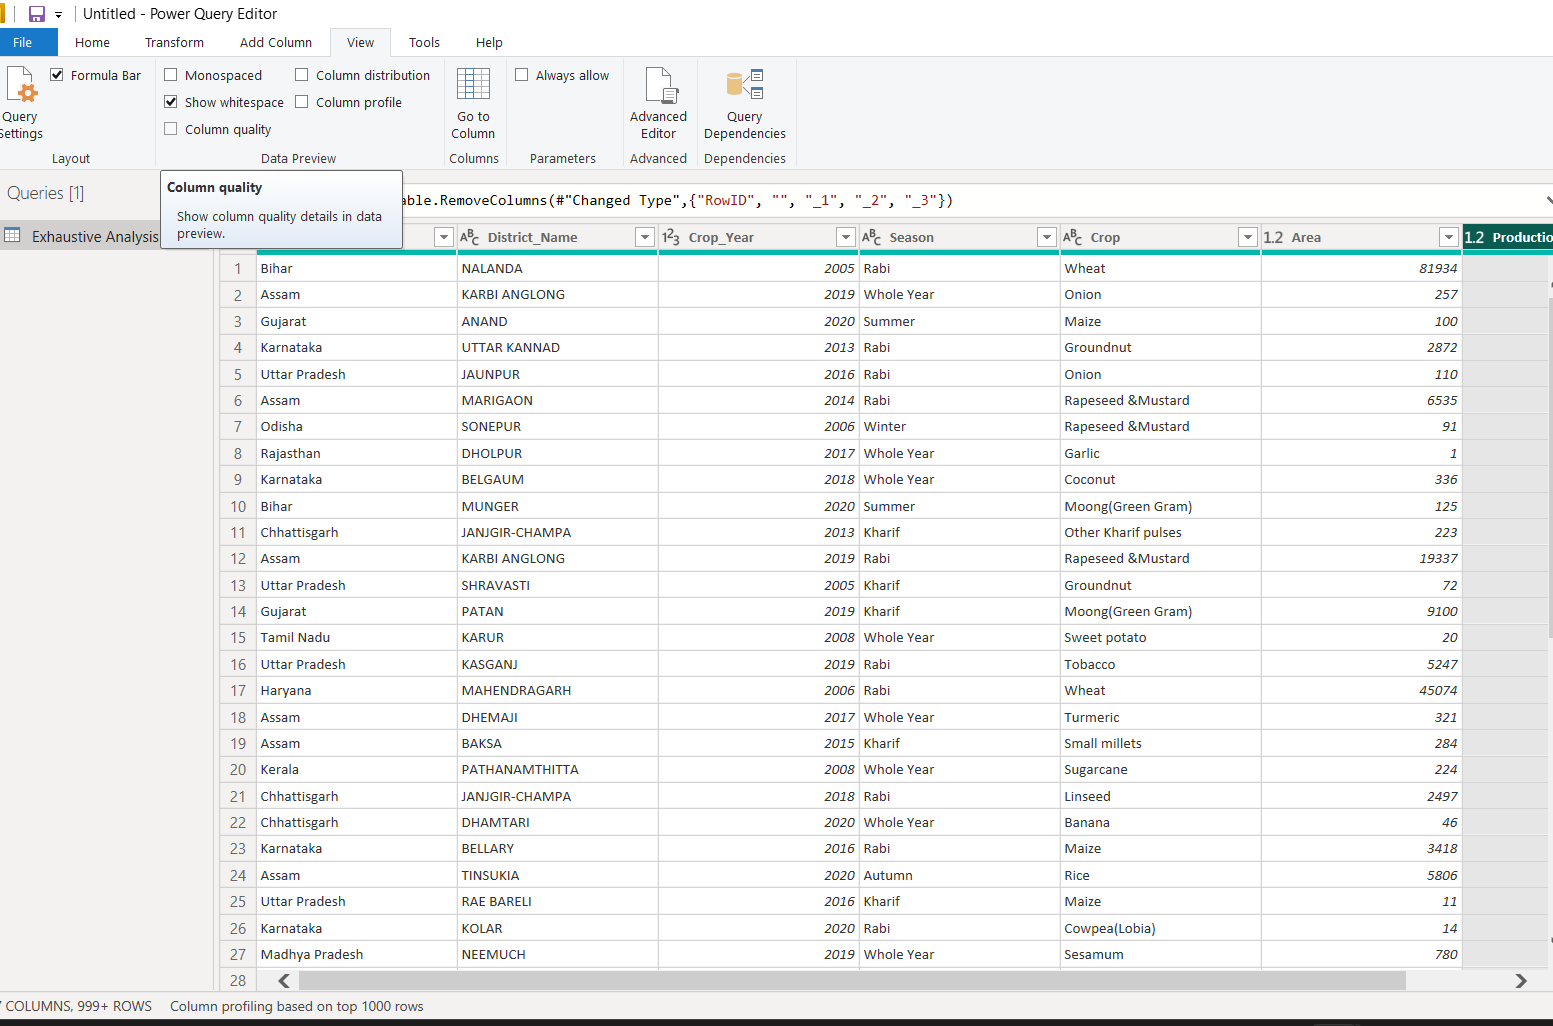 Untitled - Power Query Editor
File Home Transform Add Column View Tools Help
Formula Bar Monospaced Column distribution Always allow
Show whitespace Column profile
Query Settings Column quality Go to Column Advanced Editor Query Dependencies
Layout Data Preview Columns Parameters Advanced Dependencies
Queries [1]
Column quality
Show column quality details in data
preview.
able.RemoveColumns(#"Changed Type",{"RowID", "", "_1", "_2", "_3"})
Exhaustive Analysis
ABC District_Name 123 Crop_Year ABC Season ABC Crop 1.2 Area 1.2 Productio
1 Bihar NALANDA 2005 Rabi Wheat 81934
2 Assam KARBI ANGLONG 2019 Whole Year Onion 257
3 Gujarat ANAND 2020 Summer Maize 100
4 Karnataka UTTAR KANNAD 2013 Rabi Groundnut 2872
5 Uttar Pradesh JAUNPUR 2016 Rabi Onion 110
6 Assam MARIGAON 2014 Rabi Rapeseed &Mustard 6535
7 Odisha SONEPUR 2006 Winter Rapeseed &Mustard 91
8 Rajasthan DHOLPUR 2017 Whole Year Garlic 1
9 Karnataka BELGAUM 2018 Whole Year Coconut 336
10 Bihar MUNGER 2020 Summer Moong(Green Gram) 125
11 Chhattisgarh JANJGIR-CHAMPA 2013 Kharif Other Kharif pulses 223
12 Assam KARBI ANGLONG 2019 Rabi Rapeseed &Mustard 19337
13 Uttar Pradesh SHRAVASTI 2005 Kharif Groundnut 72
14 Gujarat PATAN 2019 Kharif Moong(Green Gram) 9100
15 Tamil Nadu KARUR 2008 Whole Year Sweet potato 20
16 Uttar Pradesh KASGANJ 2019 Rabi Tobacco 5247
17 Haryana MAHENDRAGARH 2006 Rabi Wheat 45074
18 Assam DHEMAJI 2017 Whole Year Turmeric 321
19 Assam BAKSA 2015 Kharif Small millets 284
20 Kerala PATHANAMTHITTA 2008 Whole Year Sugarcane 224
21 Chhattisgarh JANJGIR-CHAMPA 2018 Rabi Linseed 2497
22 Chhattisgarh DHAMTARI 2020 Whole Year Banana 46
23 Karnataka BELLARY 2016 Rabi Maize 3418
24 Assam TINSUKIA 2020 Autumn Rice 5806
25 Uttar Pradesh RAE BARELI 2016 Kharif Maize 11
26 Karnataka KOLAR 2020 Rabi Cowpea(Lobia) 14
27 Madhya Pradesh NEEMUCH 2019 Whole Year Sesamum 780
28
COLUMNS, 999+ ROWS Column profiling based on top 1000 rows